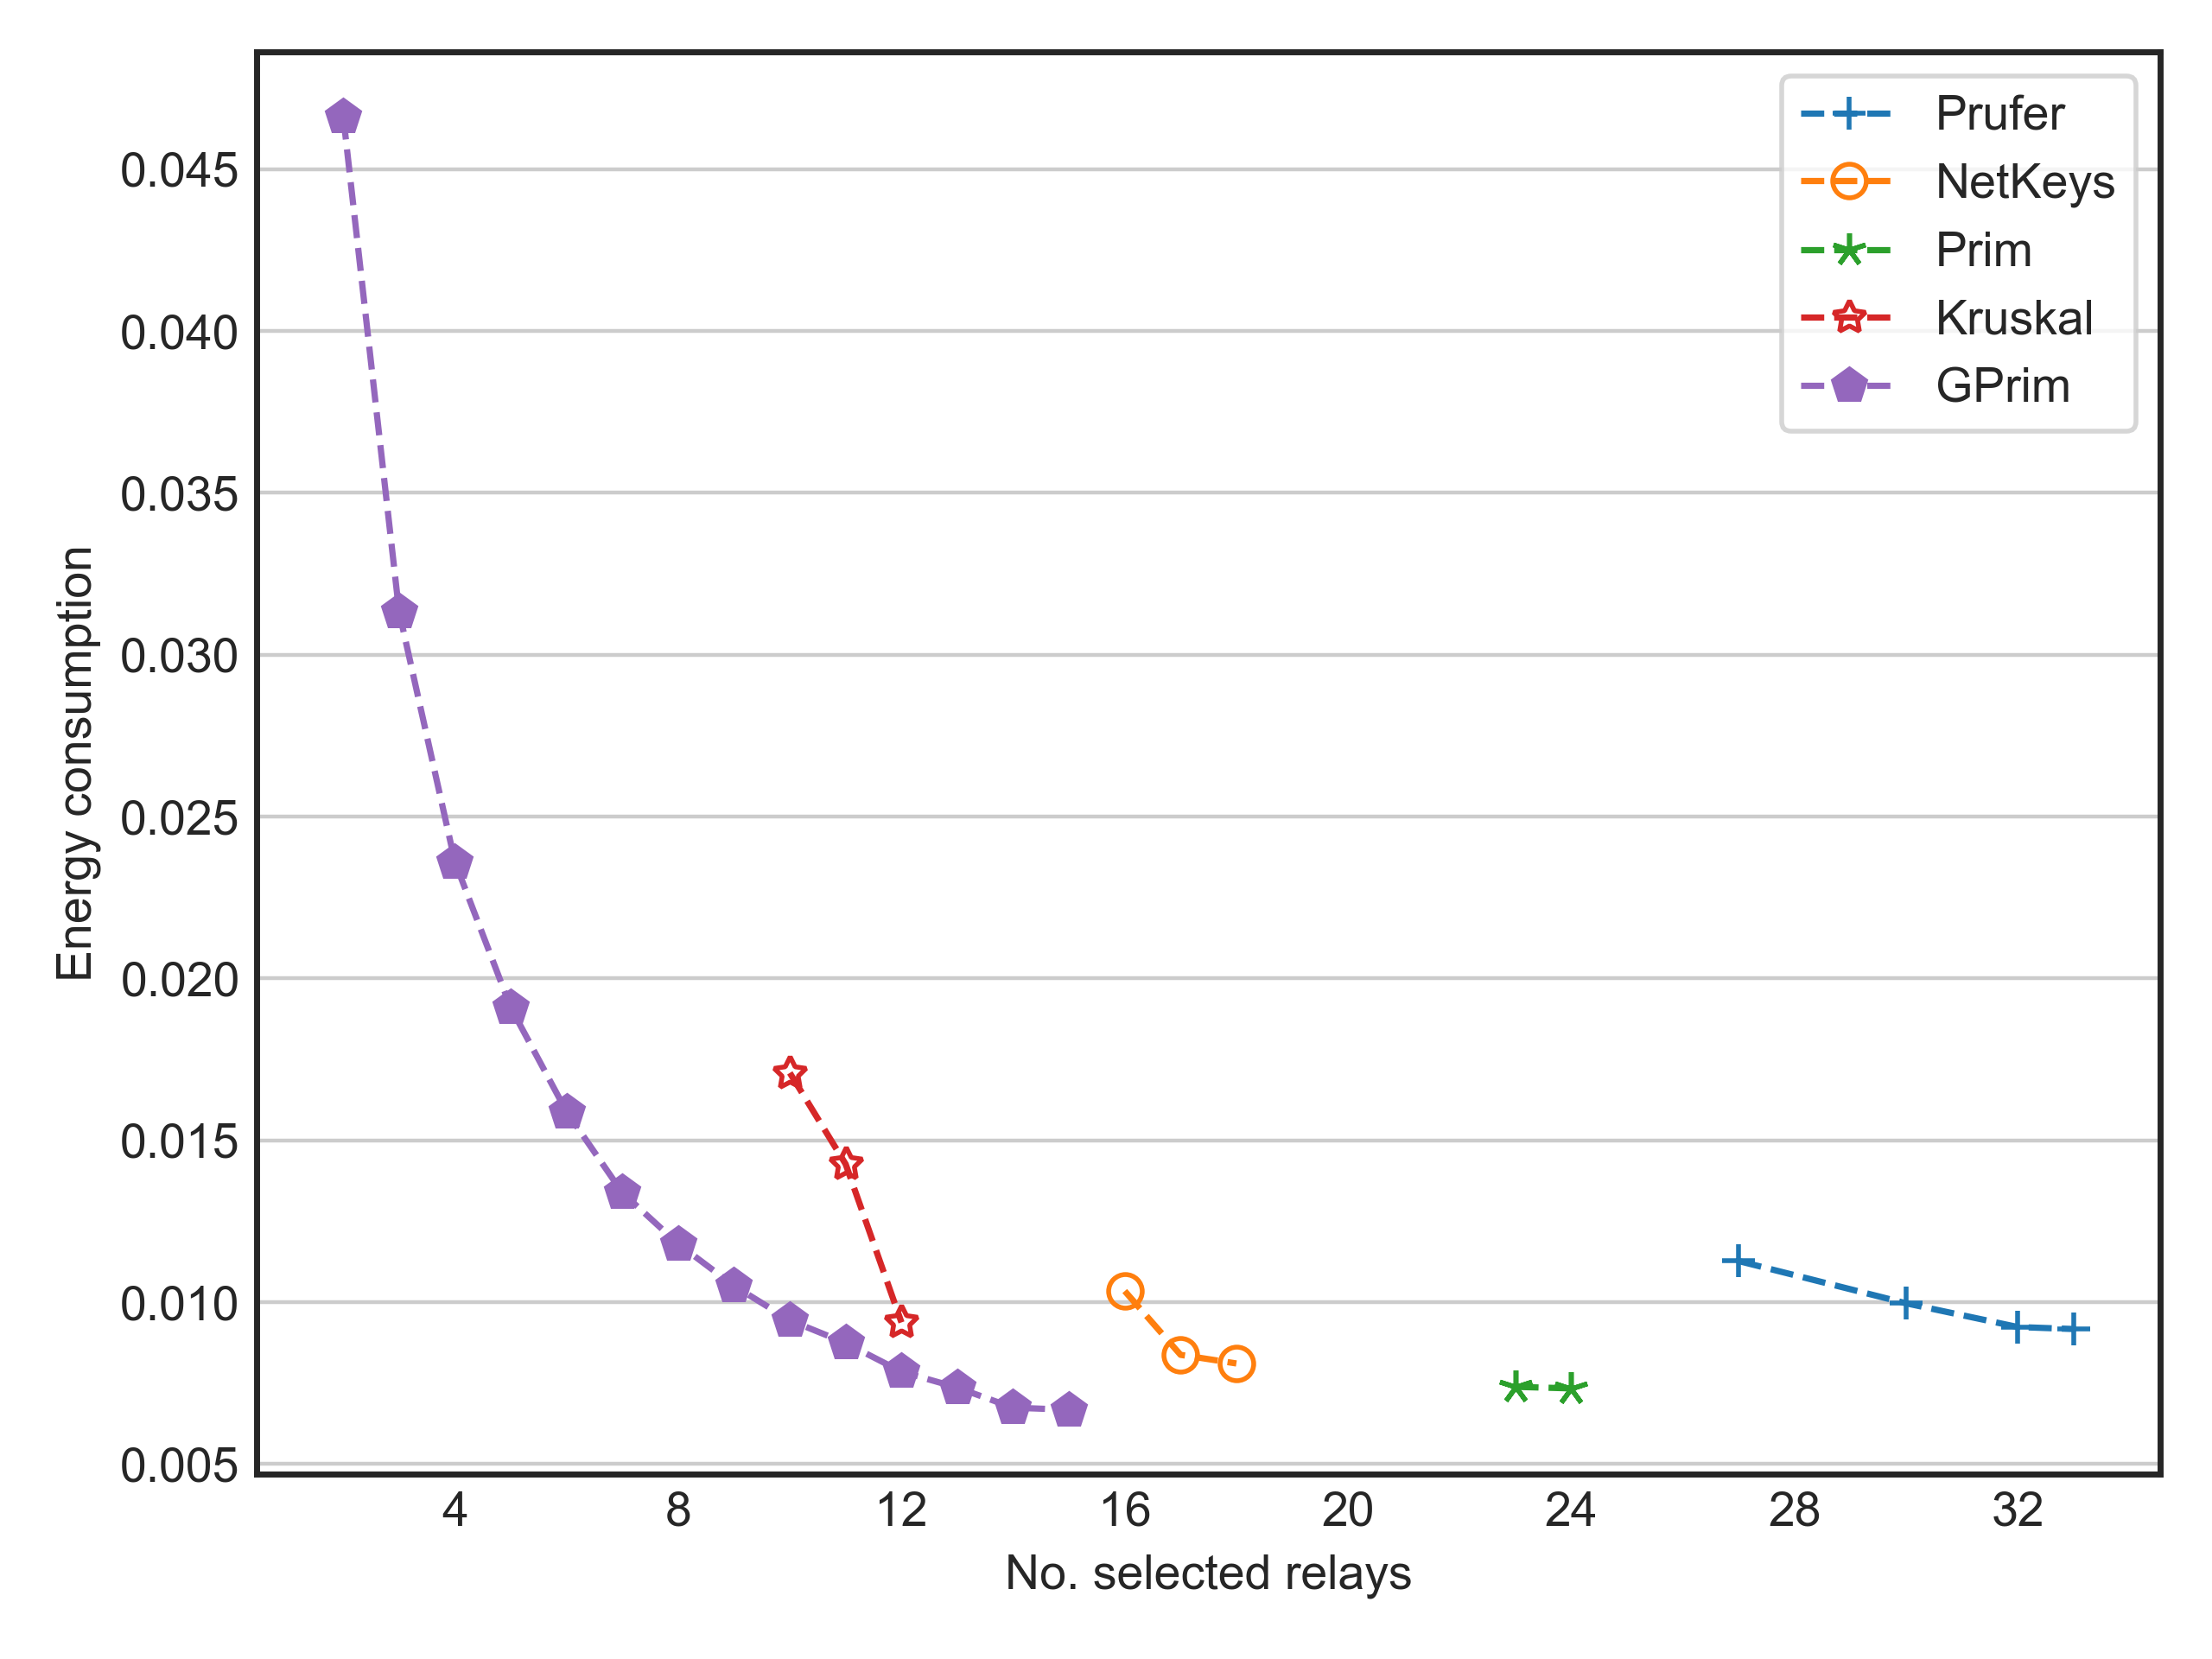 Prufer
NetKeys
Prim
Kruskal
GPrim
Energy consumption
0.045
0.040
0.035
0.030
0.025
0.020
0.015
0.010
0.005
4 8 12 16 20 24 28 32
No. selected relays